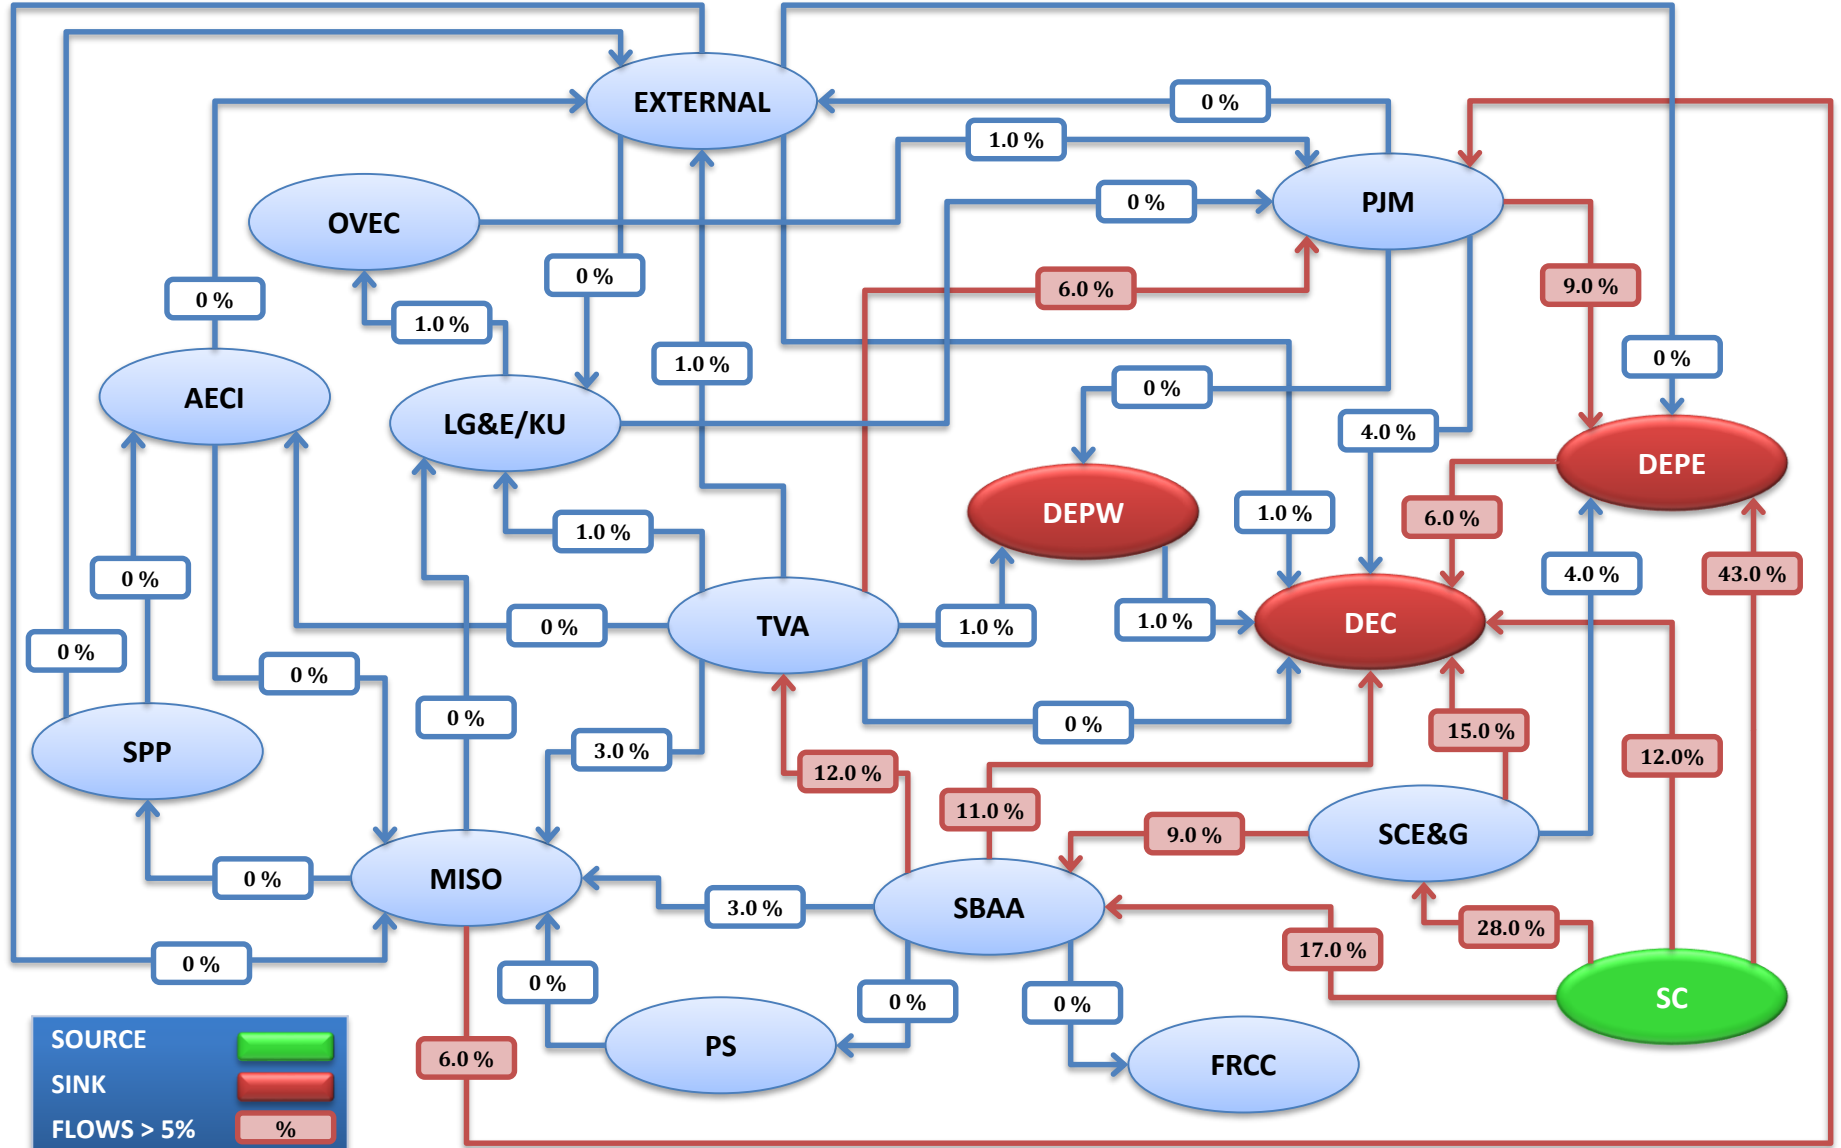 0 %
EXTERNAL
1.0 %
0 %
PJM
OVEC
0 %
0 %
6.0 %
9.0 %
1.0 %
1.0 %
0 %
0 %
AECI
LG&E/KU
4.0 %
DEPE
DEPW
1.0 %
6.0 %
1.0 %
0 %
4.0 %
43.0 %
0 %
TVA
1.0 %
1.0 %
DEC
0 %
0 %
0 %
0 %
15.0 %
SPP
3.0 %
12.0 %
12.0%
11.0 %
9.0 %
SCE&G
0 %
MISO
3.0 %
SBAA
28.0 %
17.0 %
0 %
0 %
0 %
0 %
SC
SOURCE
PS
6.0 %
FRCC
SINK
FLOWS > 5%
%